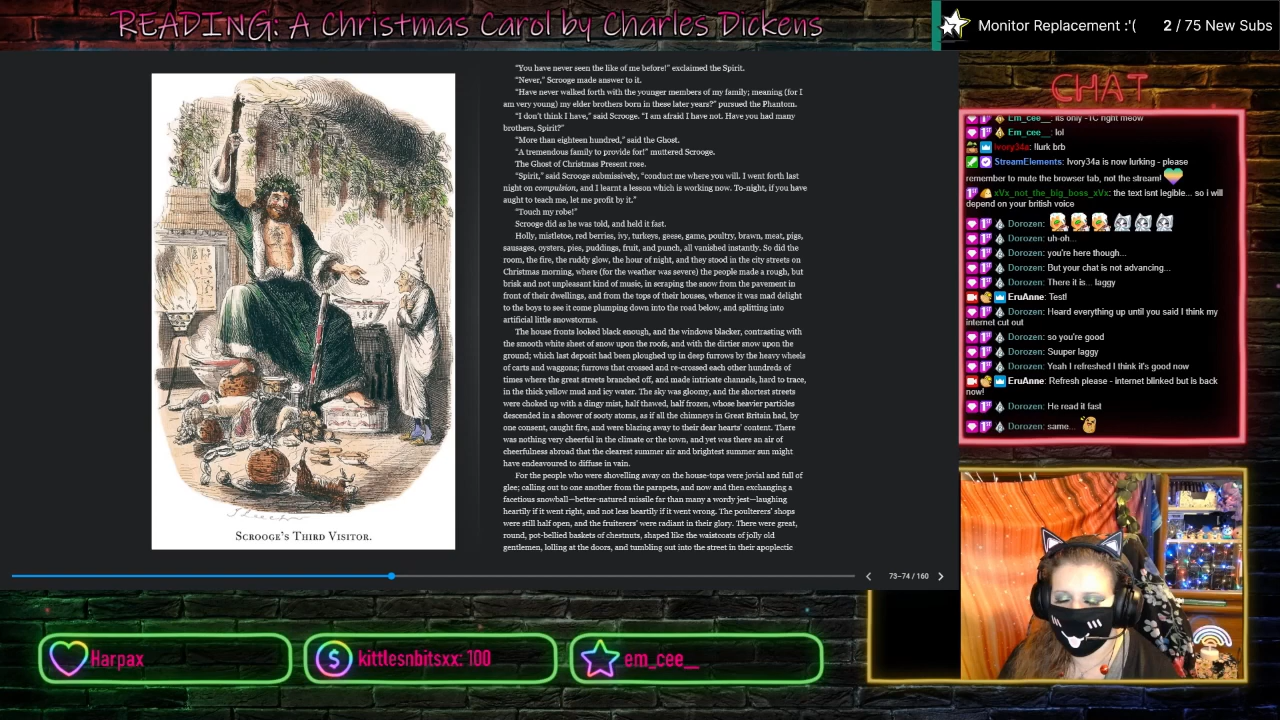 READING: A Christmas Carol by Charles Dickens
Monitor Replacement :'( 2 / 75 New Subs
"You have never seen the like of me before!" exclaimed the Spirit.
"Never," Scrooge made answer to it.
"Have never walked forth with the younger members of my family; meaning (for I
am very young) my elder brothers born in these later years?" pursued the Phantom.
"I don't think I have," said Scrooge. "I am afraid I have not. Have you had many
brothers, Spirit?"
"More than eighteen hundred," said the Ghost.
"A tremendous family to provide for!" muttered Scrooge.
The Ghost of Christmas Present rose.
"Spirit," said Scrooge submissively, "conduct me where you will. I went forth last
night on compulsion, and I learnt a lesson which is working now. To-night, if you have
aught to teach me, let me profit by it."
"Touch my robe!"
Scrooge did as he was told, and held it fast.
Holly, mistletoe, red berries, ivy, turkeys, geese, game, poultry, brawn, meat, pigs,
sausages, oysters, pies, puddings, fruit, and punch, all vanished instantly. So did the
room, the fire, the ruddy glow, the hour of night, and they stood in the city streets on
Christmas morning, where (for the weather was severe) the people made a rough, but
brisk and not unpleasant kind of music, in scraping the snow from the pavement in
front of their dwellings, and from the tops of their houses, whence it was mad delight
to the boys to see it come plumping down into the road below, and splitting into
artificial little snowstorms.
The house fronts looked black enough, and the windows blacker, contrasting with
the smooth white sheet of snow upon the roofs, and with the dirtier snow upon the
ground; which last deposit had been ploughed up in deep furrows by the heavy wheels
of carts and waggons; furrows that crossed and re-crossed each other hundreds of
times where the great streets branched off, and made intricate channels, hard to trace,
in the thick yellow mud and icy water. The sky was gloomy, and the shortest streets
were choked up with a dingy mist, half thawed, half frozen, whose heavier particles
descended in a shower of sooty atoms, as if all the chimneys in Great Britain had, by
one consent, caught fire, and were blazing away to their dear hearts' content. There
was nothing very cheerful in the climate or the town, and yet was there an air of
cheerfulness abroad that the clearest summer air and brightest summer sun might
have endeavoured to diffuse in vain.
For the people who were shovelling away on the house-tops were jovial and full of
glee; calling out to one another from the parapets, and now and then exchanging a
facetious snowball—better-natured missile far than many a wordy jest—laughing
heartily if it went right, and not less heartily if it went wrong. The poulterers' shops
were still half open, and the fruiterers' were radiant in their glory. There were great,
round, pot-bellied baskets of chestnuts, shaped like the waistcoats of jolly old
gentlemen, lolling at the doors, and tumbling out into the street in their apoplectic
SCROOGE'S THIRD VISITOR.
73–74 / 160
CHAT
Em_cee__: its only -1C right meow
Em_cee__: lol
Ivory34a: !lurk brb
StreamElements: Ivory34a is now lurking - please
remember to mute the browser tab, not the stream!
xVx_not_the_big_boss_xVx: the text isnt legible... so i will
depend on your british voice
Dorozen:
Dorozen: uh-oh...
Dorozen: you're here though...
Dorozen: But your chat is not advancing...
Dorozen: There it is... laggy
EruAnne: Test!
Dorozen: Heard everything up until you said I think my
internet cut out
Dorozen: so you're good
Dorozen: Suuper laggy
Dorozen: Yeah I refreshed I think it's good now
EruAnne: Refresh please - internet blinked but is back
now!
Dorozen: He read it fast
Dorozen: same...
Harpax
kittlesnbitsxx: 100
em_cee__